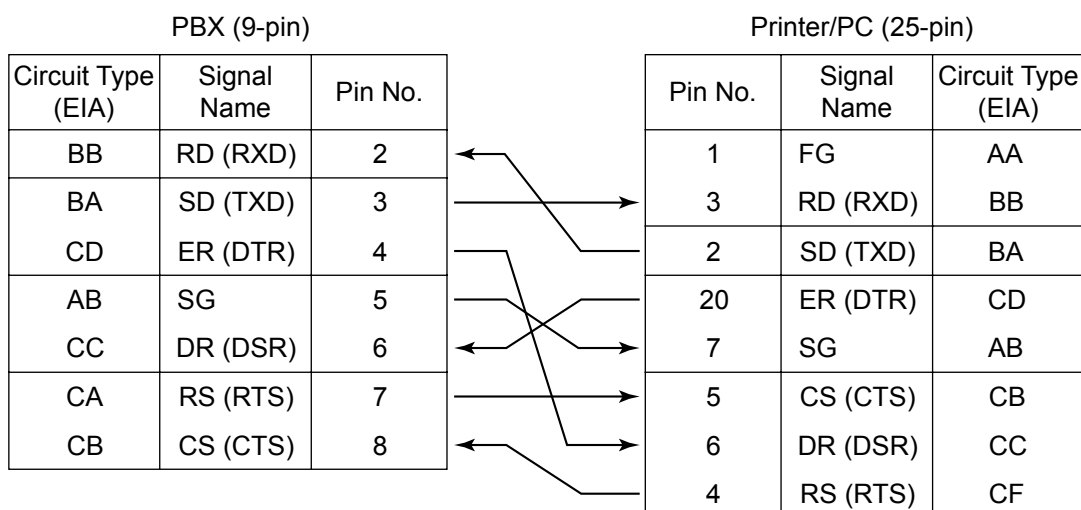 PBX (9-pin)
Circuit Type (EIA) Signal Name Pin No.
BB RD (RXD) 2
BA SD (TXD) 3
CD ER (DTR) 4
AB SG 5
CC DR (DSR) 6
CA RS (RTS) 7
CB CS (CTS) 8
Printer/PC (25-pin)
Pin No. Signal Name Circuit Type (EIA)
1 FG AA
3 RD (RXD) BB
2 SD (TXD) BA
20 ER (DTR) CD
7 SG AB
5 CS (CTS) CB
6 DR (DSR) CC
4 RS (RTS) CF